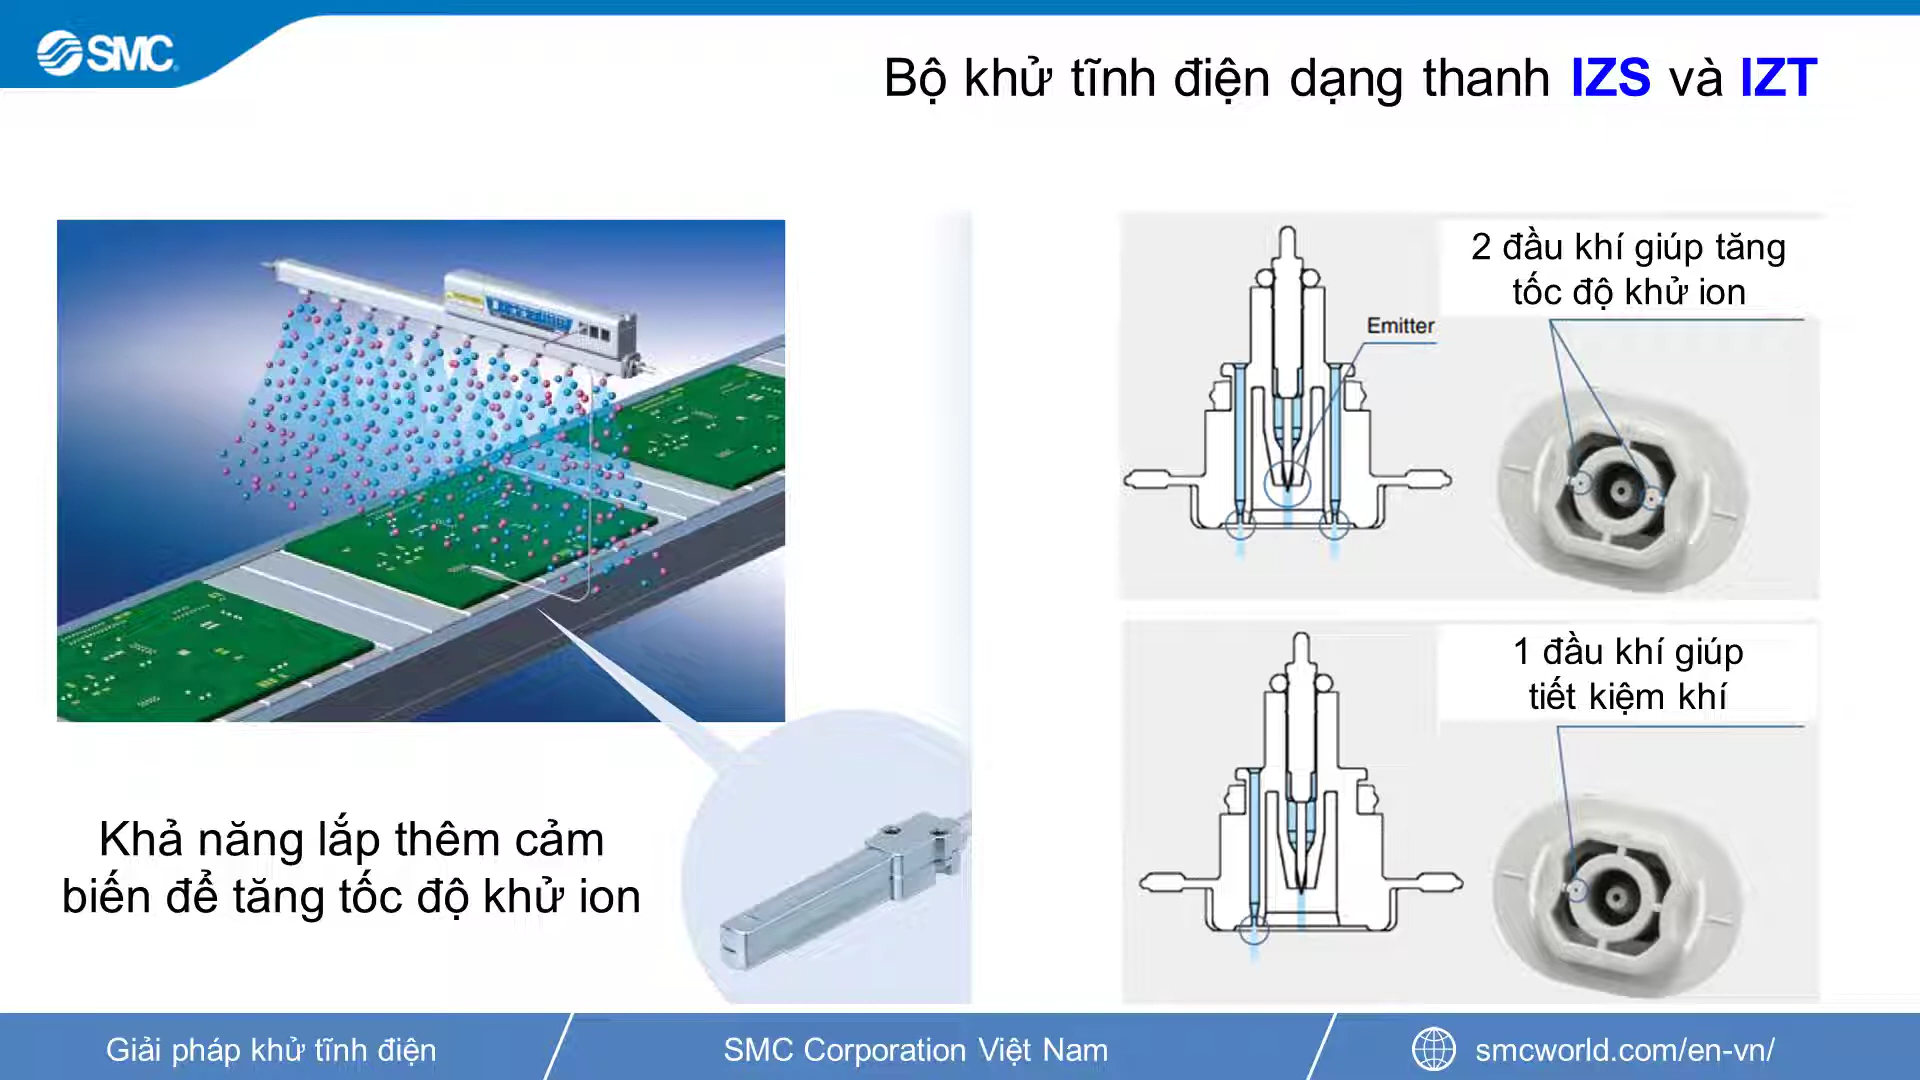 SMC
Bộ khử tĩnh điện dạng thanh IZS và IZT
2 đầu khí giúp tăng
tốc độ khử ion
Emitter
1 đầu khí giúp
tiết kiệm khí
Khả năng lắp thêm cảm
biến để tăng tốc độ khử ion
Giải pháp khử tĩnh điện
SMC Corporation Việt Nam
smcworld.com/en-vn/